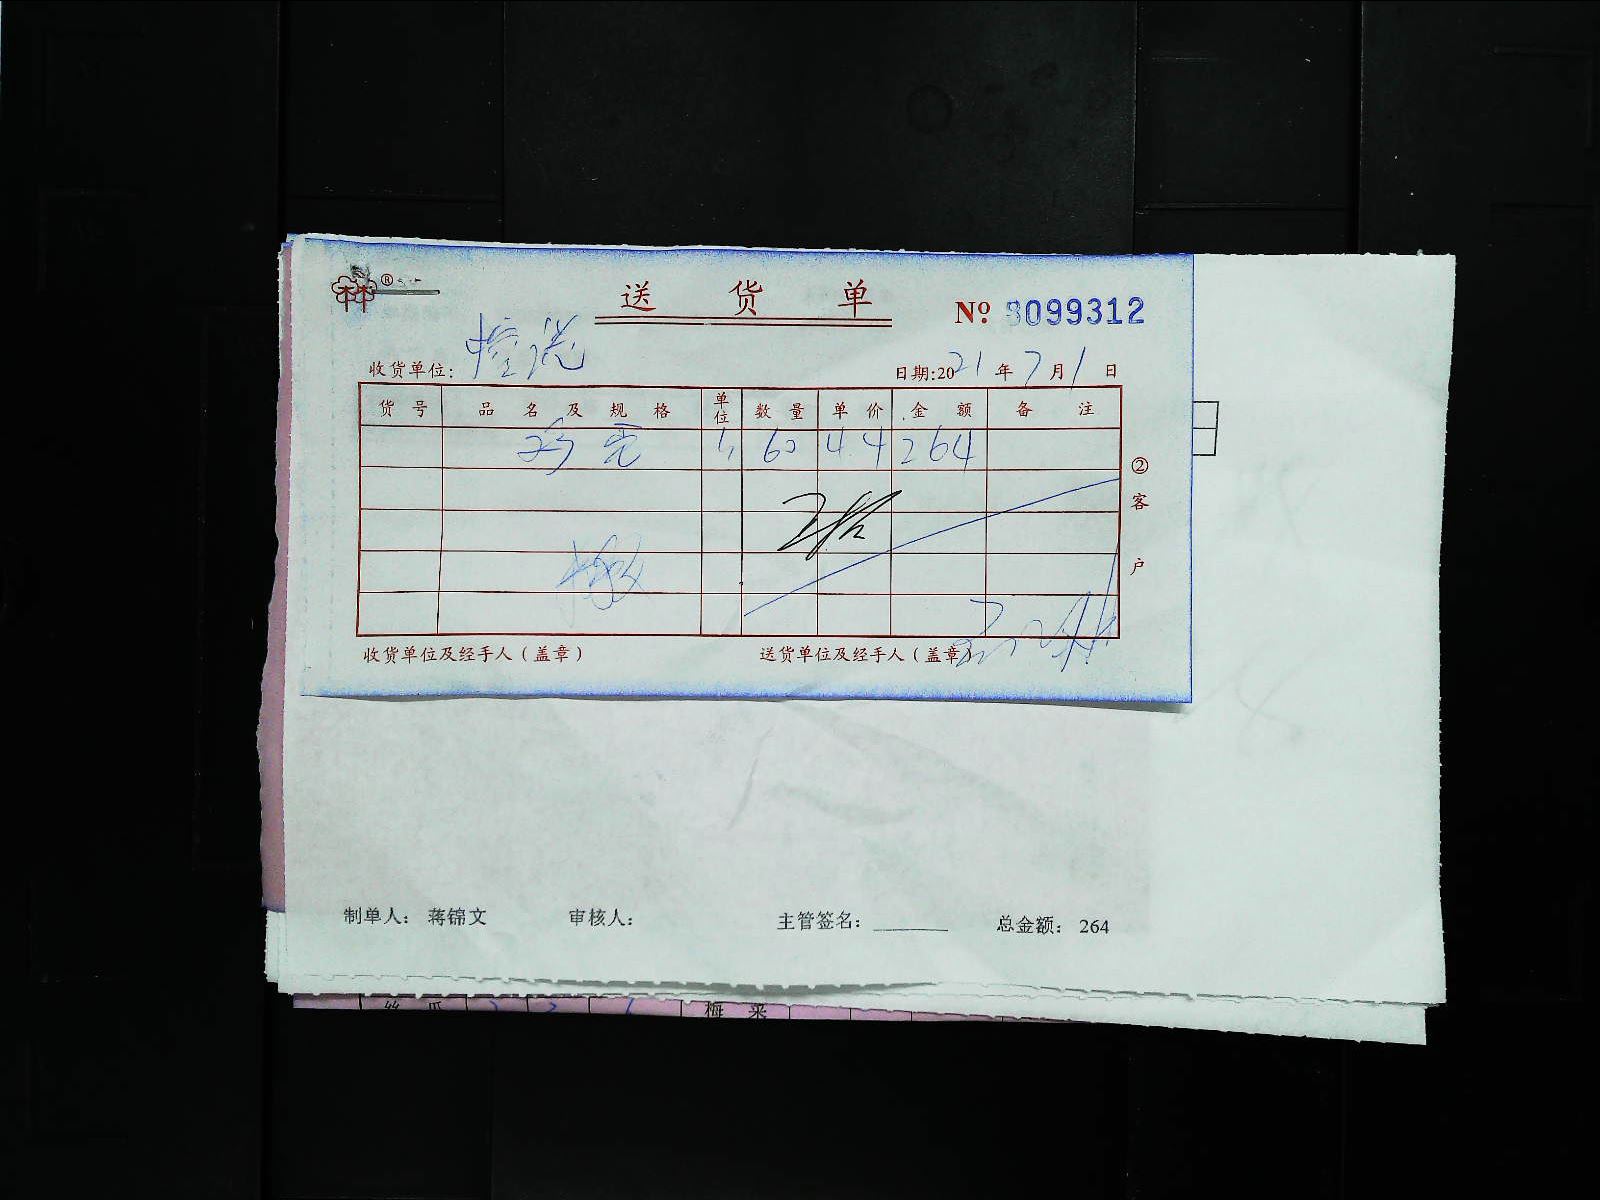 送货单
№ 3099312
收货单位:
日期:2021年7月1日
货号 品名及规格 单位 数量 单价 金额 备注
60 4.4 264
②客户
收货单位及经手人(盖章)
送货单位及经手人(盖章)
制单人: 蒋锦文 审核人: 主管签名: 总金额: 264
丝瓜 梅菜